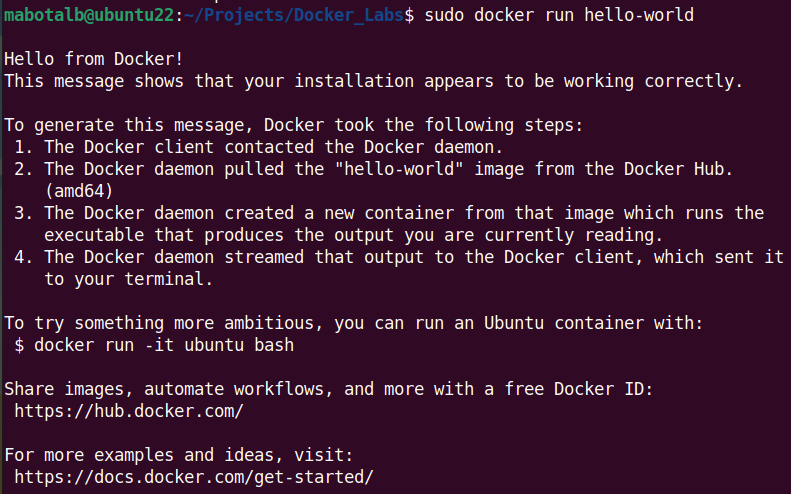 mabotalb@ubuntu22:~/Projects/Docker_Labs$ sudo docker run hello-world
Hello from Docker!
This message shows that your installation appears to be working correctly.
To generate this message, Docker took the following steps:
1. The Docker client contacted the Docker daemon.
2. The Docker daemon pulled the "hello-world" image from the Docker Hub.
(amd64)
3. The Docker daemon created a new container from that image which runs the
executable that produces the output you are currently reading.
4. The Docker daemon streamed that output to the Docker client, which sent it
to your terminal.
To try something more ambitious, you can run an Ubuntu container with:
$ docker run -it ubuntu bash
Share images, automate workflows, and more with a free Docker ID:
https://hub.docker.com/
For more examples and ideas, visit:
https://docs.docker.com/get-started/